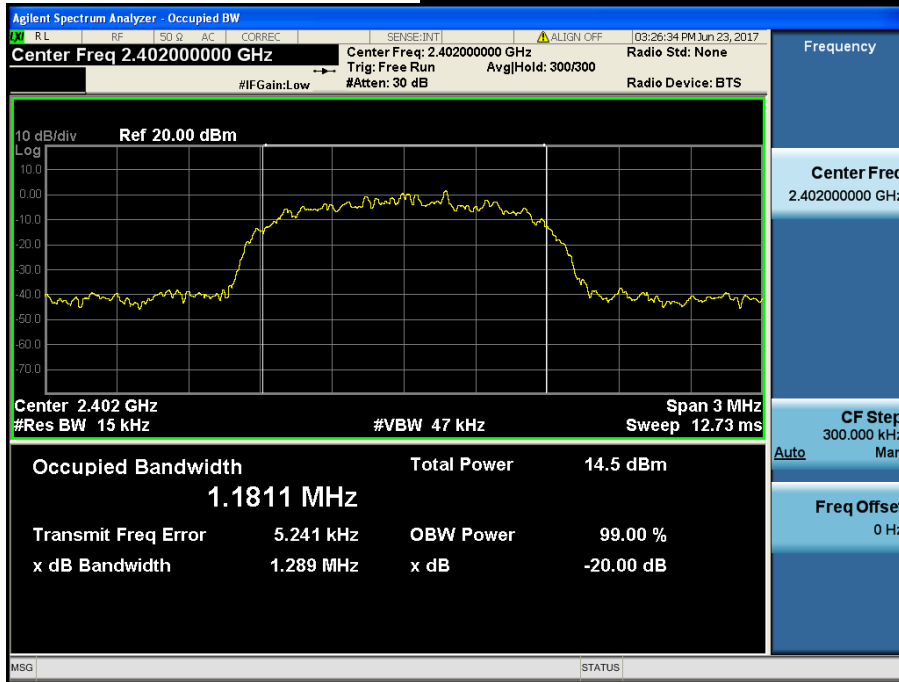 Agilent Spectrum Analyzer - Occupied BW
LXI RL RF 50 Ω AC CORREC SENSE:INT ALIGN OFF 03:26:34 PM Jun 23, 2017
Center Freq 2.402000000 GHz
Center Freq: 2.402000000 GHz Radio Std: None
Trig: Free Run Avg|Hold: 300/300
#IFGain:Low #Atten: 30 dB Radio Device: BTS
10 dB/div Ref 20.00 dBm
Log
10.0
0.00
-10.0
-20.0
-30.0
-40.0
-50.0
-60.0
-70.0
Center 2.402 GHz Span 3 MHz
#Res BW 15 kHz #VBW 47 kHz Sweep 12.73 ms
Occupied Bandwidth Total Power 14.5 dBm
1.1811 MHz
Transmit Freq Error 5.241 kHz OBW Power 99.00 %
x dB Bandwidth 1.289 MHz x dB -20.00 dB
MSG STATUS
Frequency
Center Freq
2.402000000 GHz
CF Step
300.000 kHz
Auto Man
Freq Offset
0 Hz